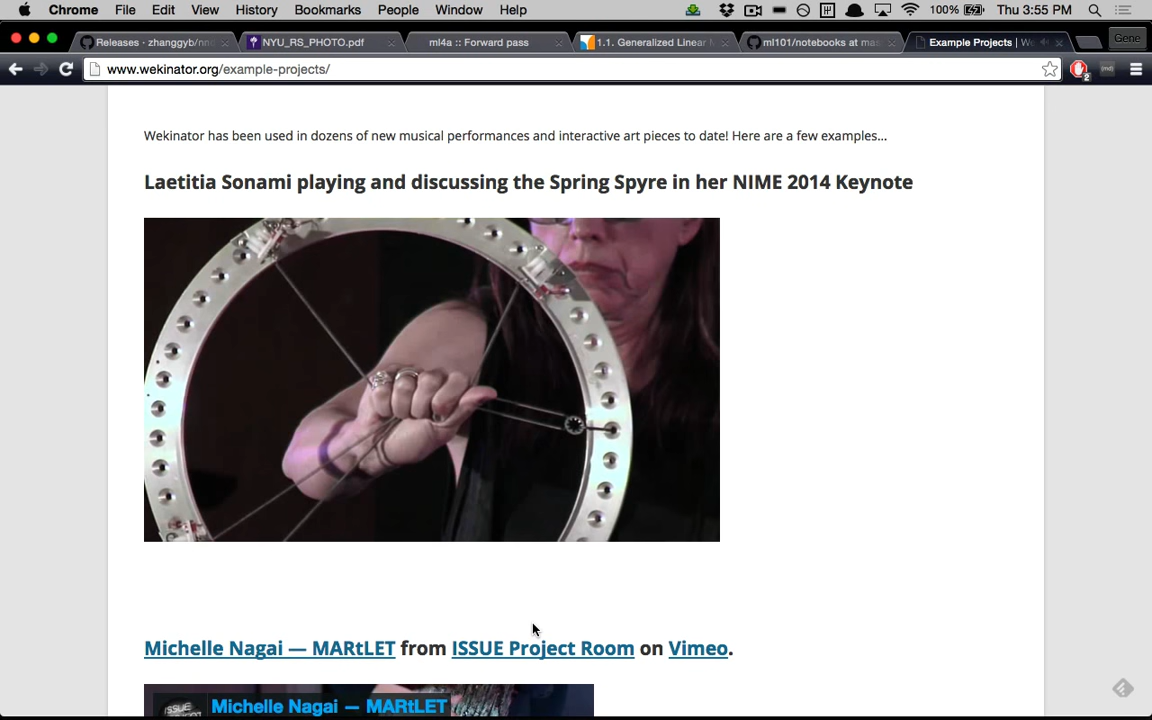 Chrome File Edit View History Bookmarks People Window Help 100% Thu 3:55 PM
Releases · zhanggyb/nn
NYU_RS_PHOTO.pdf
ml4a :: Forward pass
1.1. Generalized Linear
ml101/notebooks at mas
Example Projects | We
Gene
www.wekinator.org/example-projects/
Wekinator has been used in dozens of new musical performances and interactive art pieces to date! Here are a few examples...
Laetitia Sonami playing and discussing the Spring Spyre in her NIME 2014 Keynote
Michelle Nagai — MARtLET from ISSUE Project Room on Vimeo.
ISSUE
Michelle Nagai — MARtLET